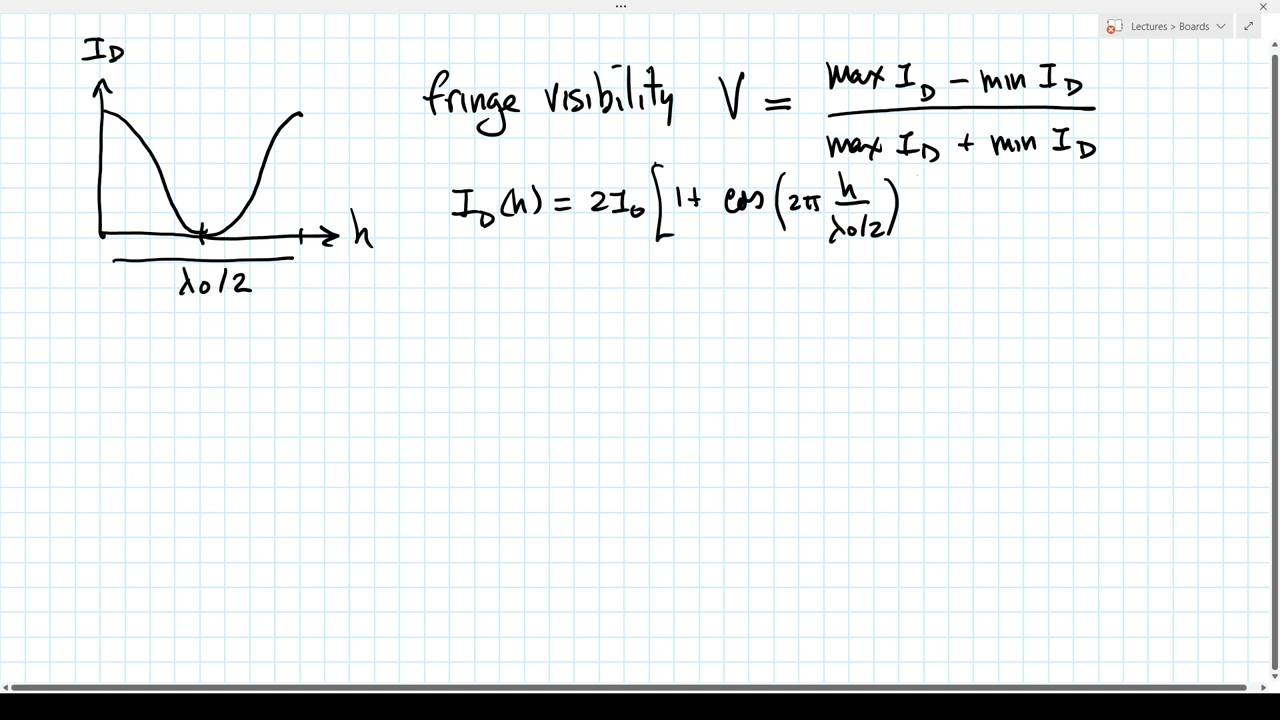 Lectures > Boards
I_D
fringe visibility V = (max I_D - min I_D) / (max I_D + min I_D)
I_D(h) = 2I_0 [1 + cos(2π h / (λ0/2))
h
λ0/2